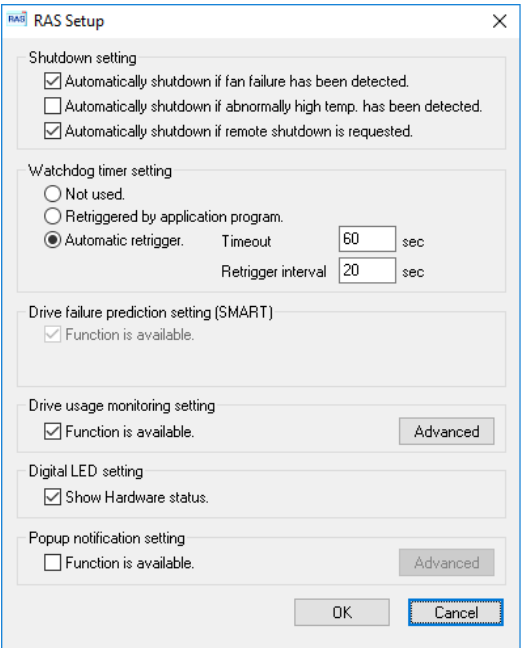 RAS RAS Setup
Shutdown setting
Automatically shutdown if fan failure has been detected.
Automatically shutdown if abnormally high temp. has been detected.
Automatically shutdown if remote shutdown is requested.
Watchdog timer setting
Not used.
Retriggered by application program.
Automatic retrigger. Timeout 60 sec
Retrigger interval 20 sec
Drive failure prediction setting (SMART)
Function is available.
Drive usage monitoring setting
Function is available. Advanced
Digital LED setting
Show Hardware status.
Popup notification setting
Function is available. Advanced
OK Cancel